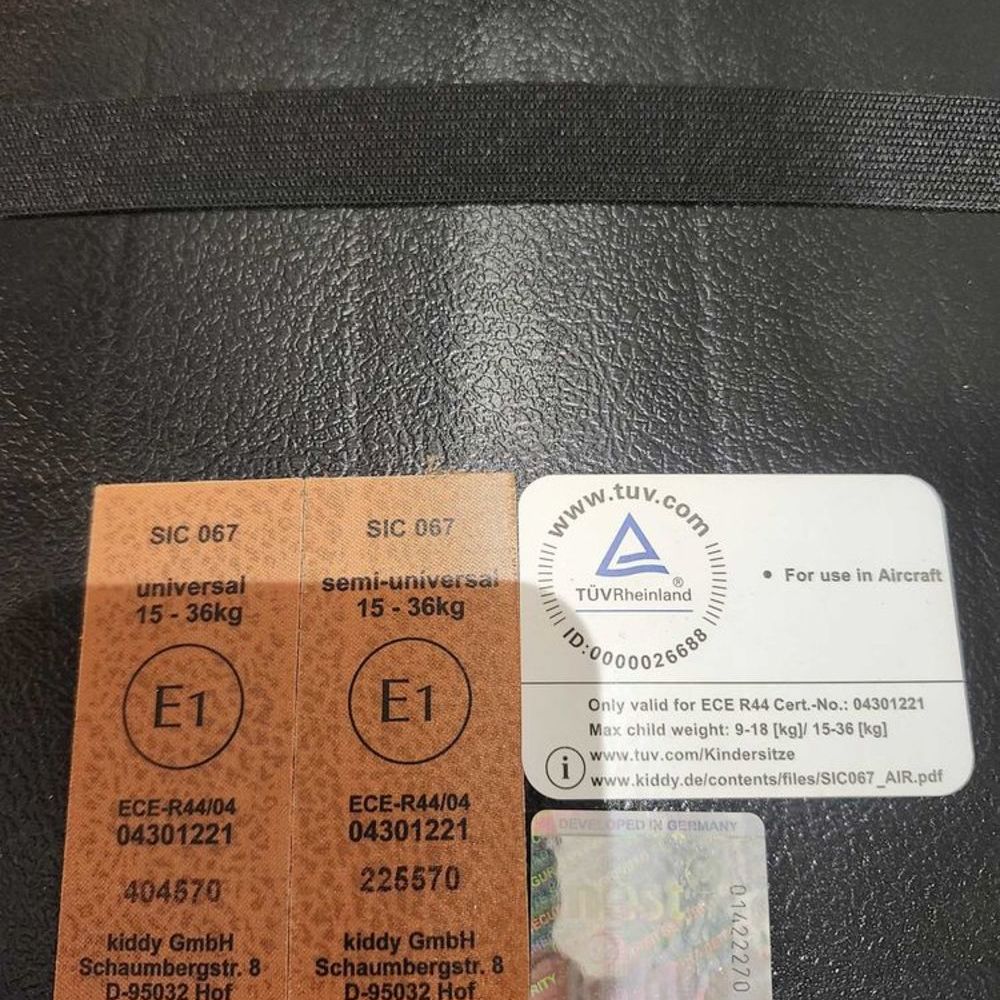 SIC 067
universal
15 - 36kg
E1
ECE-R44/04
04301221
404570
kiddy GmbH
Schaumbergstr. 8
D-95032 Hof
SIC 067
semi-universal
15 - 36kg
E1
ECE-R44/04
04301221
225570
kiddy GmbH
Schaumbergstr. 8
D-95032 Hof
www.tuv.com
TÜVRheinland®
ID:0000026688
• For use in Aircraft
Only valid for ECE R44 Cert.-No.: 04301221
Max child weight: 9-18 [kg]/ 15-36 [kg]
i
www.tuv.com/Kindersitze
www.kiddy.de/contents/files/SIC067_AIR.pdf
DEVELOPED IN GERMANY
01422270